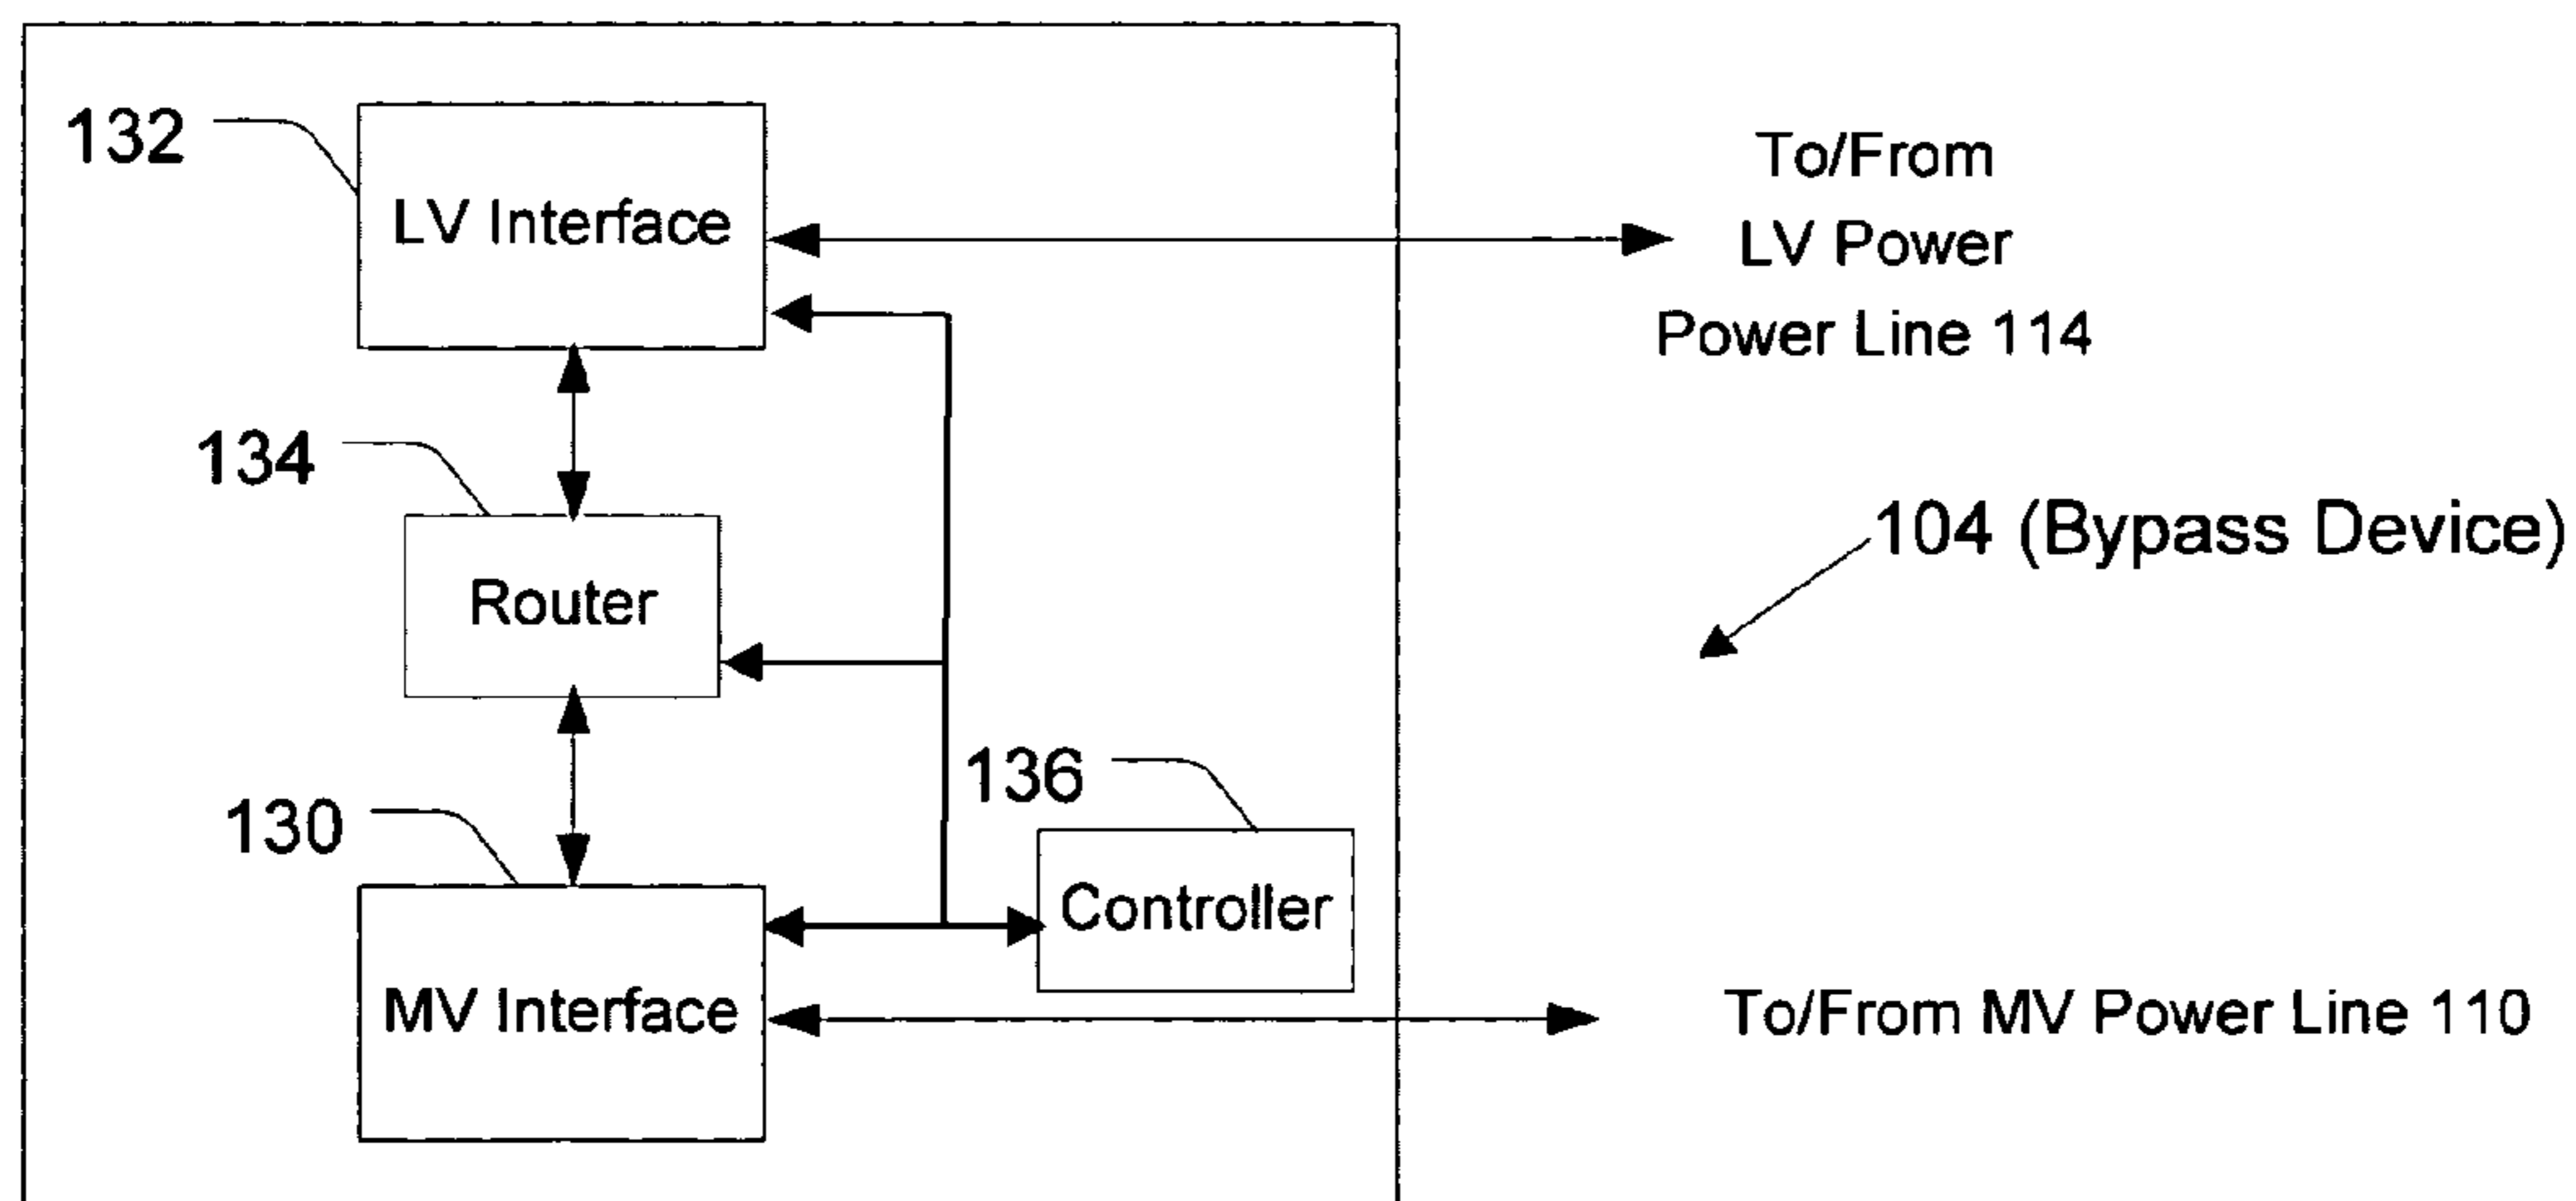 132
LV Interface
To/From
LV Power
Power Line 114
134
Router
104 (Bypass Device)
136
130
Controller
MV Interface
To/From MV Power Line 110